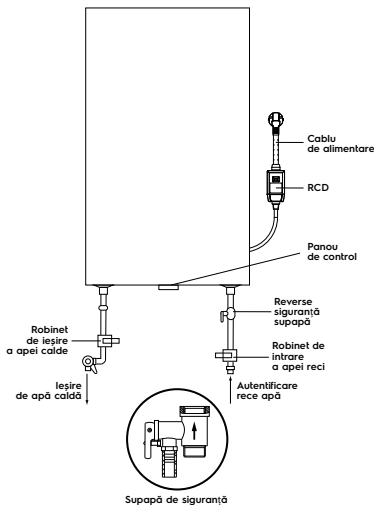 Cablu
de alimentare
RCD
Panou
de control
Robinet
de ieșire
a apei calde
Reverse
siguranță
supapă
Robinet de
intrare
a apei reci
Ieșire
de apă caldă
Autentificare
rece apă
Supapă de siguranță